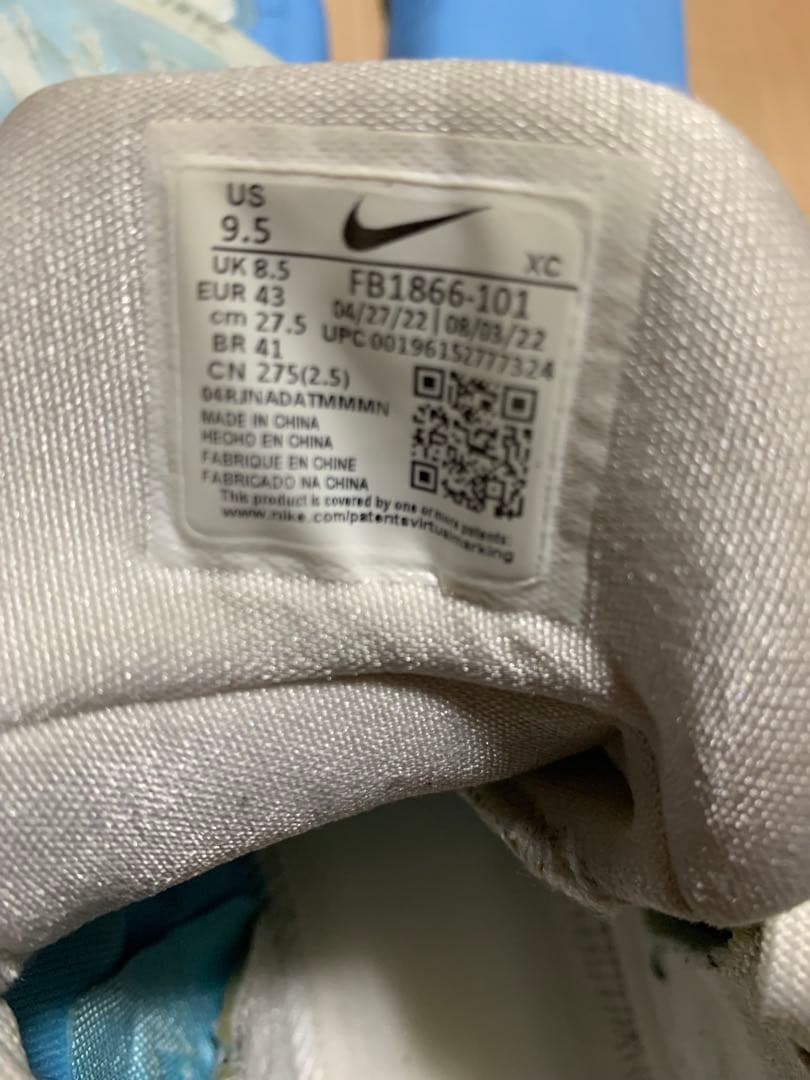 US
9.5
XC
UK 8.5
FB1866-101
EUR 43
04/27/22 | 08/03/22
cm 27.5
UPC 00196152777324
BR 41
CN 275(2.5)
MADE IN CHINA
HECHO EN CHINA
FABRIQUE EN CHINE
FABRICADO NA CHINA
This product is covered by one or more patents.
www.nike.com/patentsvirtualmarking